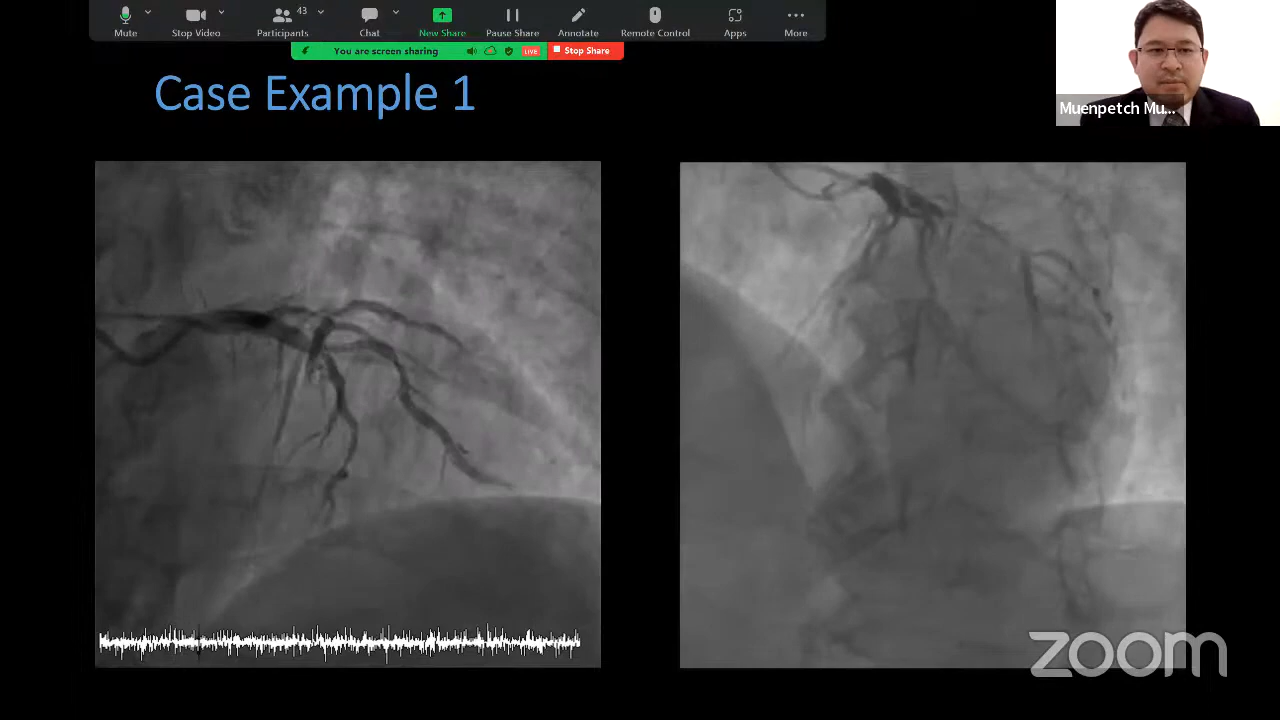 43
Mute
Stop Video
Participants
Chat
New Share
Pause Share
Annotate
Remote Control
Apps
More
You are screen sharing
LIVE
Stop Share
Case Example 1
Muenpetch Mu...
zoom